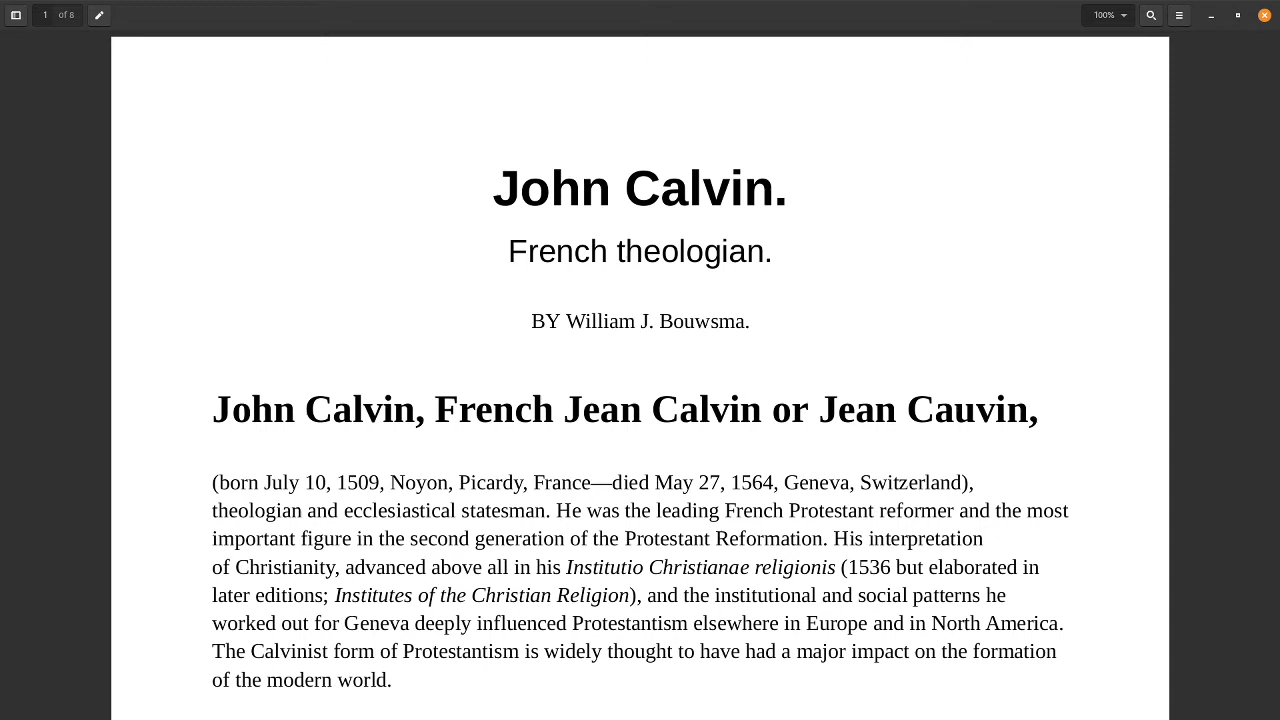 1 of 8
100%
John Calvin.
French theologian.
BY William J. Bouwsma.
John Calvin, French Jean Calvin or Jean Cauvin,
(born July 10, 1509, Noyon, Picardy, France—died May 27, 1564, Geneva, Switzerland),
theologian and ecclesiastical statesman. He was the leading French Protestant reformer and the most
important figure in the second generation of the Protestant Reformation. His interpretation
of Christianity, advanced above all in his Institutio Christianae religionis (1536 but elaborated in
later editions; Institutes of the Christian Religion), and the institutional and social patterns he
worked out for Geneva deeply influenced Protestantism elsewhere in Europe and in North America.
The Calvinist form of Protestantism is widely thought to have had a major impact on the formation
of the modern world.